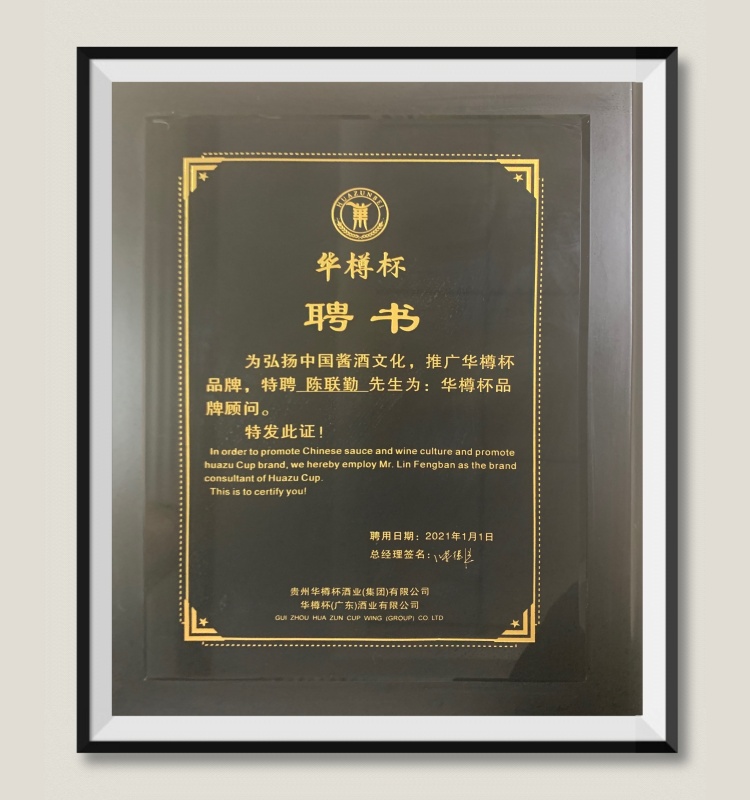 HUAZUNBEI
华樽杯
聘书
为弘扬中国酱酒文化，推广华樽杯
品牌，特聘 陈联勤 先生为：华樽杯品
牌顾问。
特发此证！
In order to promote Chinese sauce and wine culture and promote
huazu Cup brand, we hereby employ Mr. Lin Fengban as the brand
consultant of Huazu Cup.
This is to certify you!
聘用日期：2021年1月1日
总经理签名：
贵州华樽杯酒业(集团)有限公司
华樽杯(广东)酒业有限公司
GUI ZHOU HUA ZUN CUP WING (GROUP) CO LTD